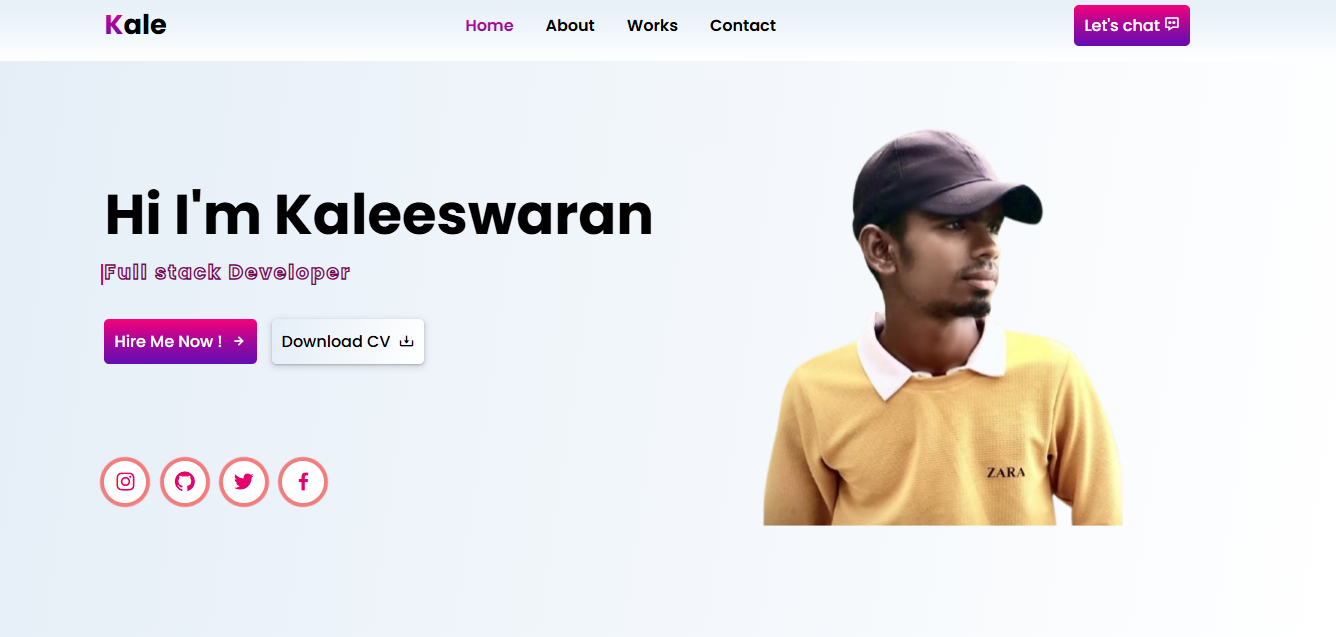 Kale
Home About Works Contact
Let's chat
Hi I'm Kaleeswaran
Full stack Developer
Hire Me Now !
Download CV
ZARA